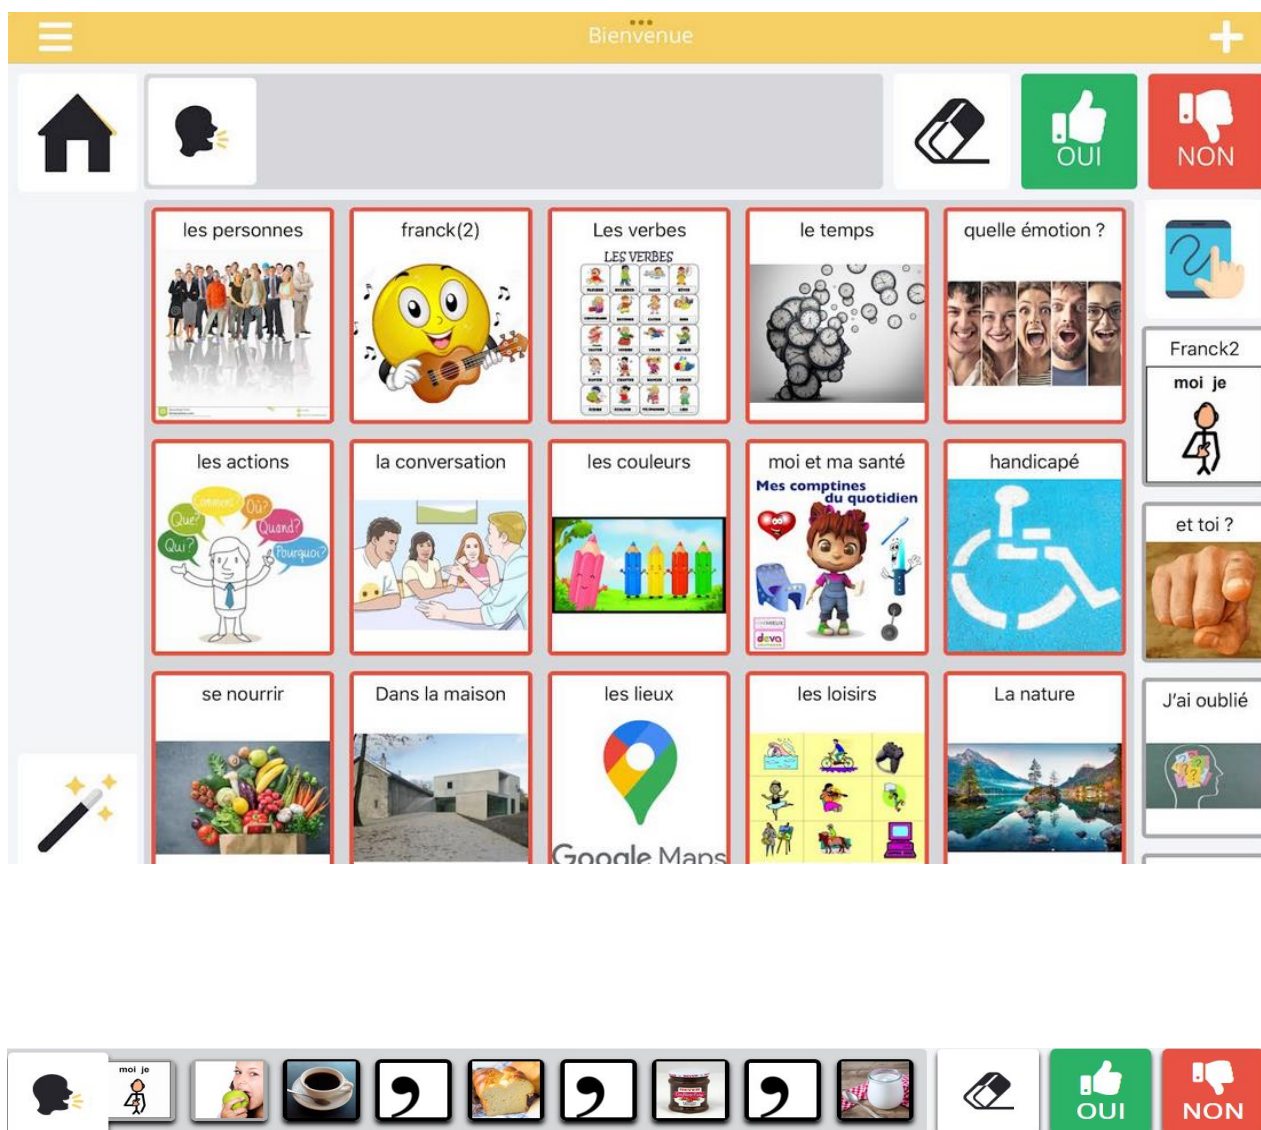 Bienvenue
OUI
NON
les personnes
franck(2)
Les verbes
LES VERBES
le temps
quelle émotion ?
Franck2
moi je
les actions
Comment?
Où?
Que?
Quand?
Qui?
Pourquoi?
la conversation
les couleurs
moi et ma santé
Mes comptines
du quotidien
deva
handicapé
et toi ?
se nourrir
Dans la maison
les lieux
Google Maps
les loisirs
La nature
J'ai oublié
moi je
,
,
,
OUI
NON